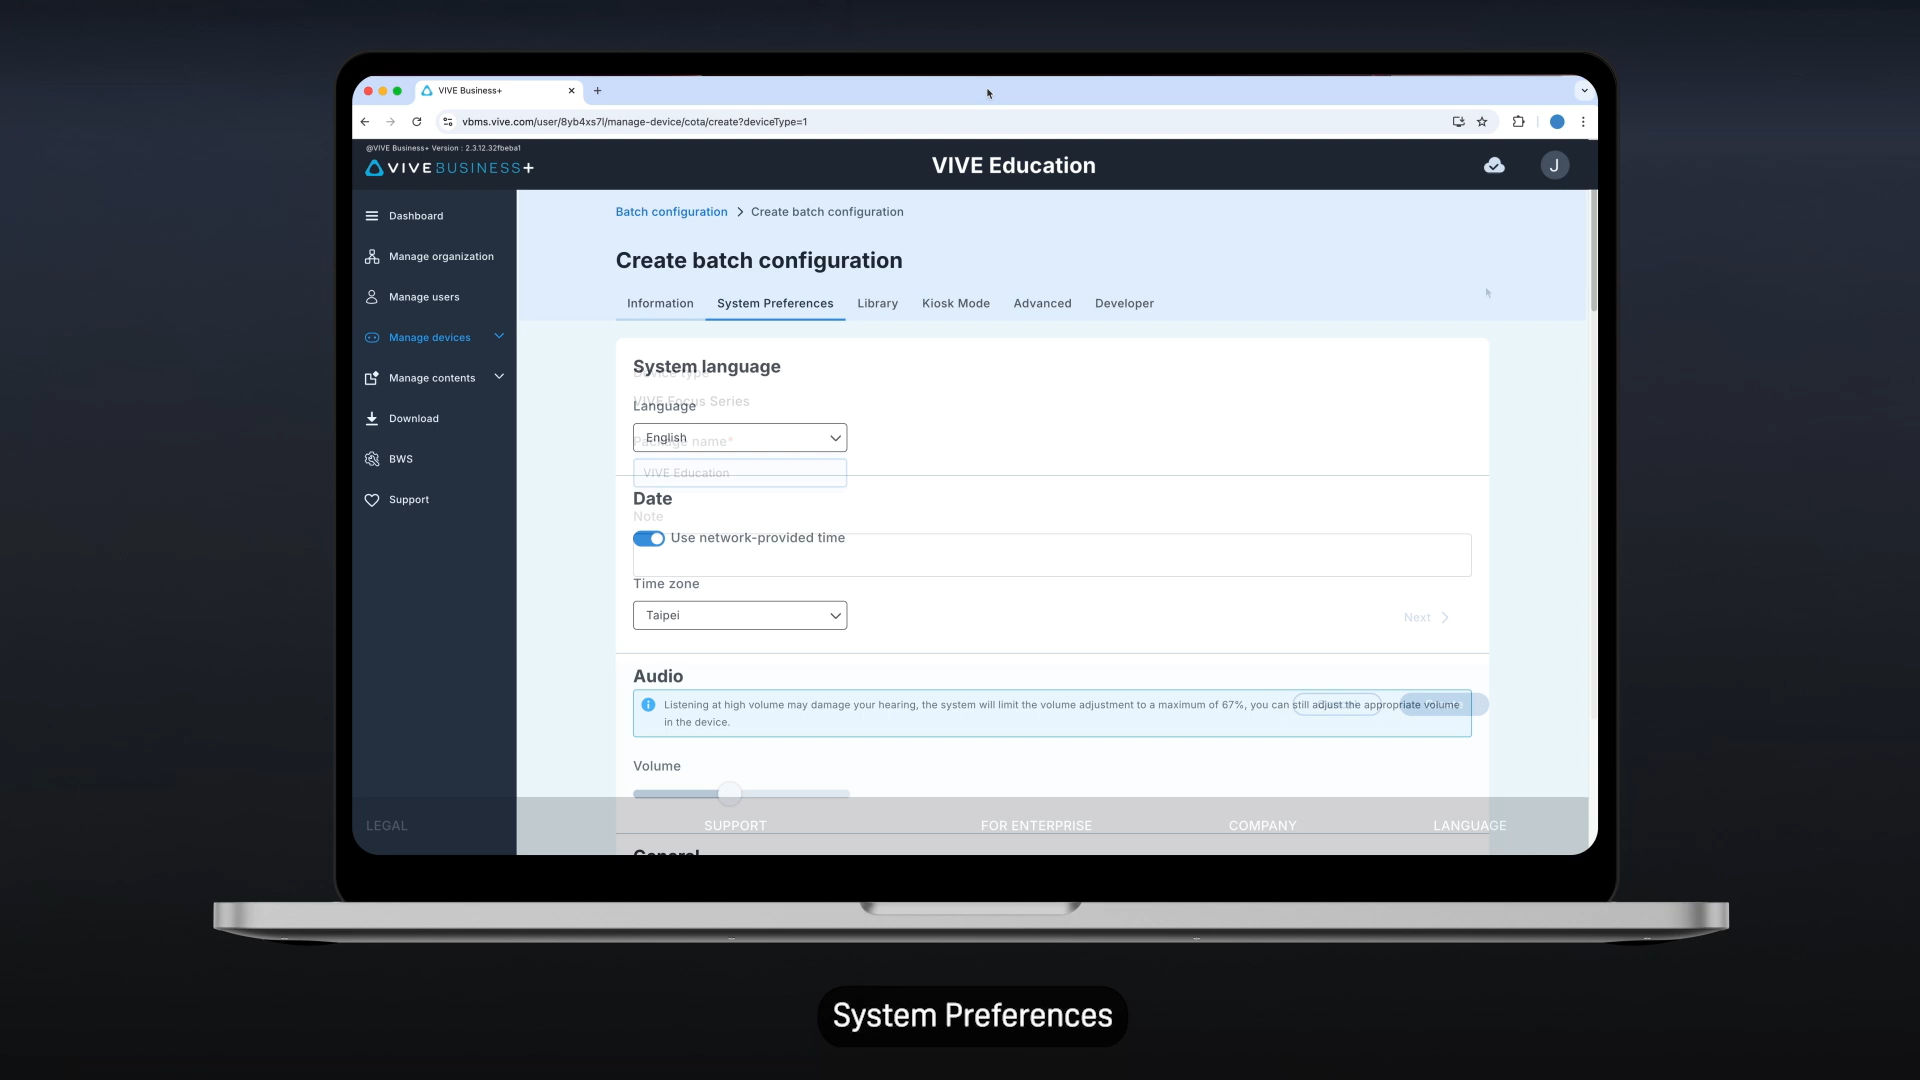 VIVE Business+
vbms.vive.com/user/8yb4xs7l/manage-device/cota/create?deviceType=1
@VIVE Business+ Version : 2.3.12.32fbeba1
VIVE BUSINESS+
VIVE Education
J
Dashboard
Manage organization
Manage users
Manage devices
Manage contents
Download
BWS
Support
Batch configuration > Create batch configuration
Create batch configuration
Information
System Preferences
Library
Kiosk Mode
Advanced
Developer
System language
Device type
VIVE Focus Series
Language
English
Package name*
VIVE Education
Date
Note
Use network-provided time
Time zone
Taipei
Next
Audio
Listening at high volume may damage your hearing, the system will limit the volume adjustment to a maximum of 67%, you can still adjust the appropriate volume
in the device.
Volume
LEGAL
SUPPORT
FOR ENTERPRISE
COMPANY
LANGUAGE
General
System Preferences